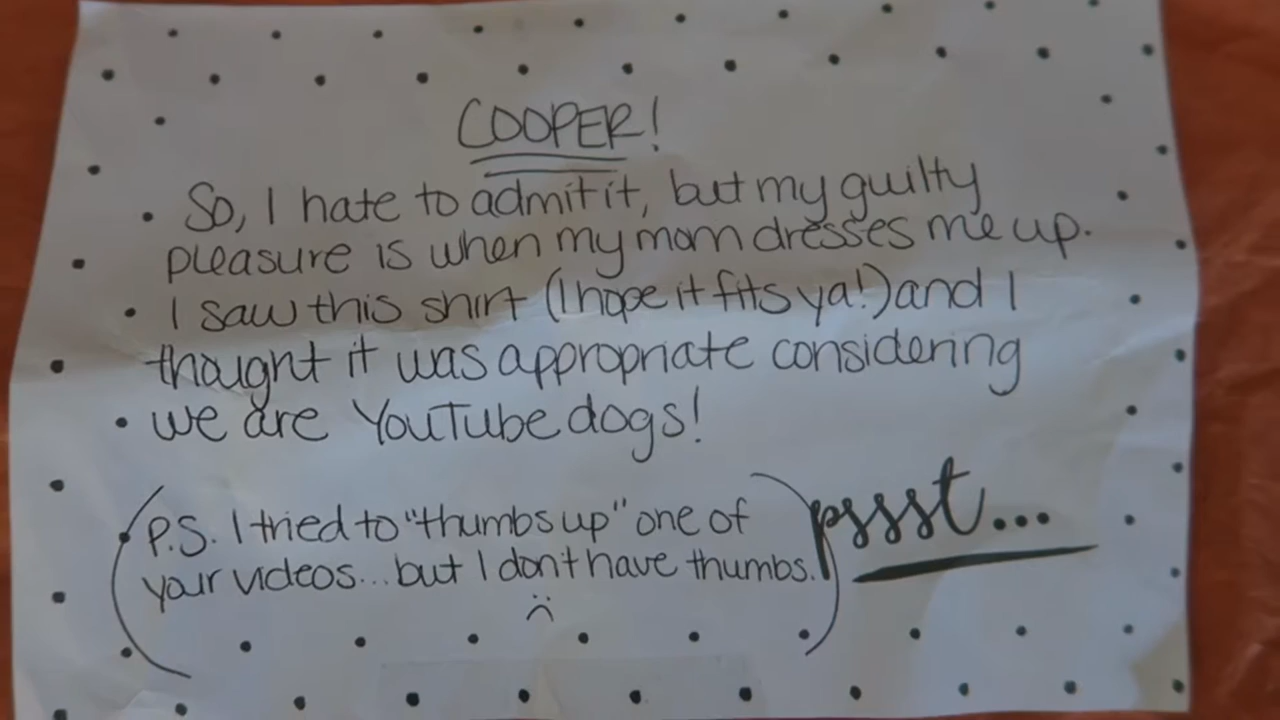 COOPER!
So, I hate to admit it, but my guilty
pleasure is when my mom dresses me up.
I saw this shirt (I hope it fits ya!) and I
thought it was appropriate considering
we are YouTube dogs!
(P.S. I tried to "thumbs up" one of
your videos... but I don't have thumbs.)
:(
pssst...